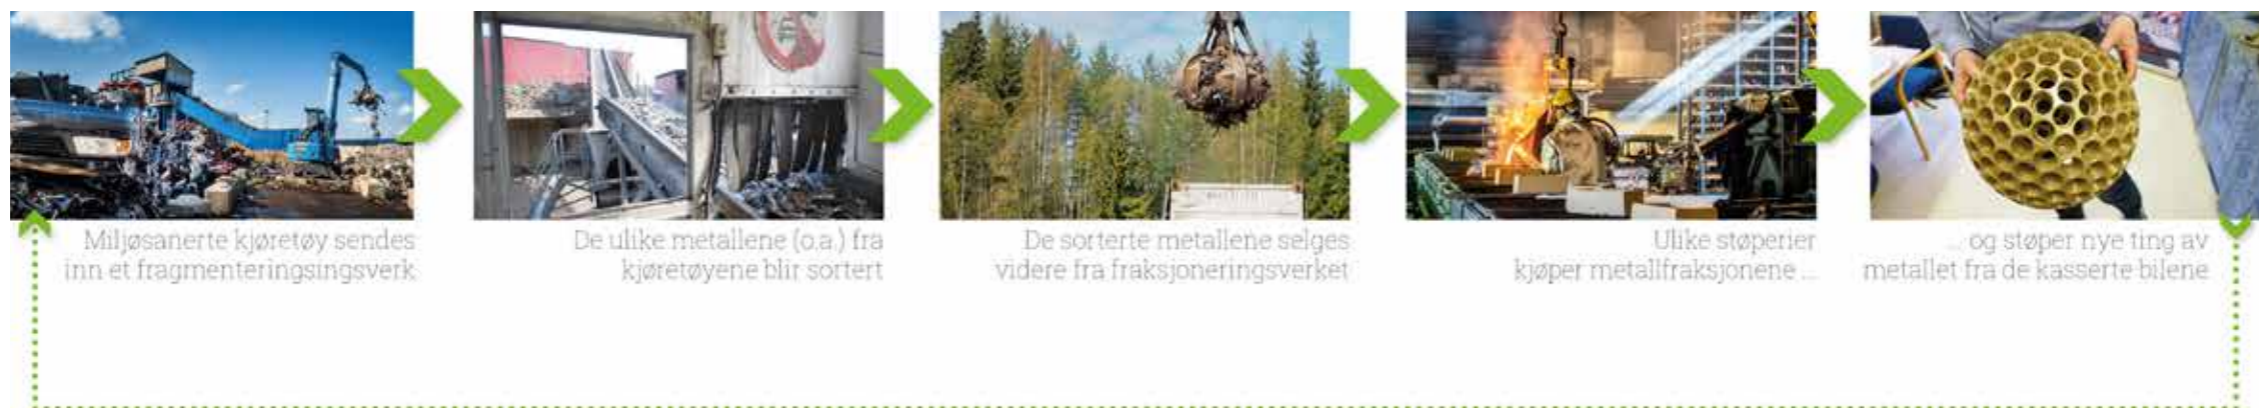 Miljøsanerte kjøretøy sendes
inn et fragmenteringsingsverk
De ulike metallene (o.a.) fra
kjøretøyene blir sortert
De sorterte metallene selges
videre fra fraksjoneringsverket
Ulike støperier
kjøper metallfraksjonene ...
... og støper nye ting av
metallet fra de kasserte bilene